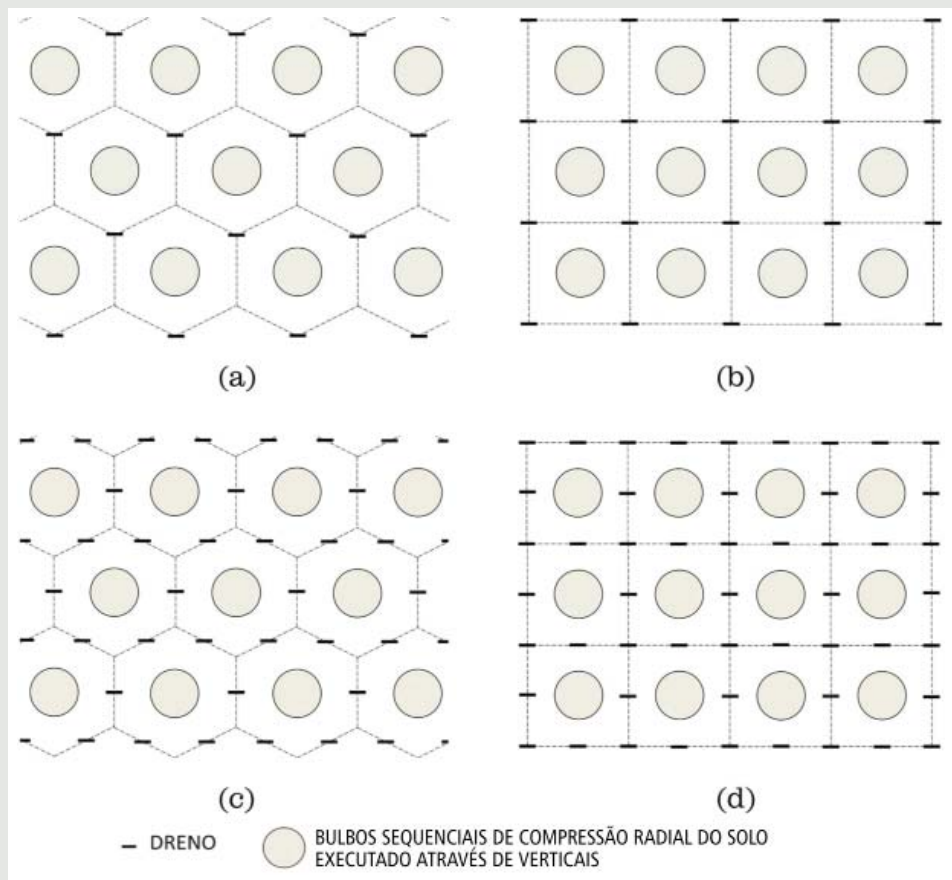 (a)
(b)
(c)
(d)
DRENO
BULBOS SEQUENCIAIS DE COMPRESSÃO RADIAL DO SOLO
EXECUTADO ATRAVÉS DE VERTICAIS